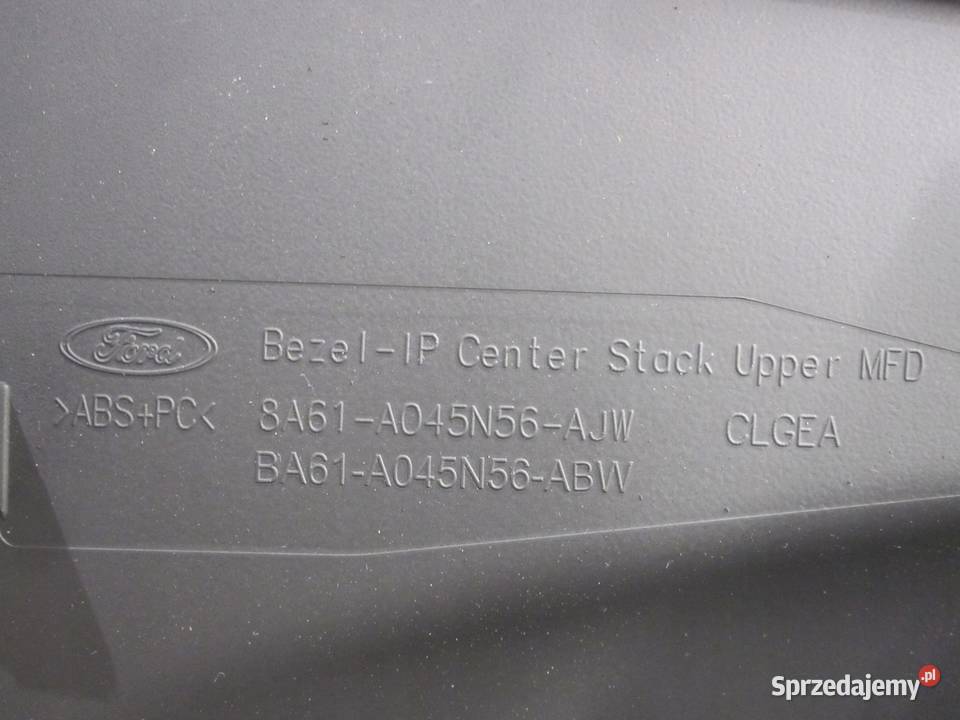 Ford Bezel-IP Center Stack Upper MFD
>ABS+PC< 8A61-A045N56-AJW CLGEA
BA61-A045N56-ABW
Sprzedajemy.pl